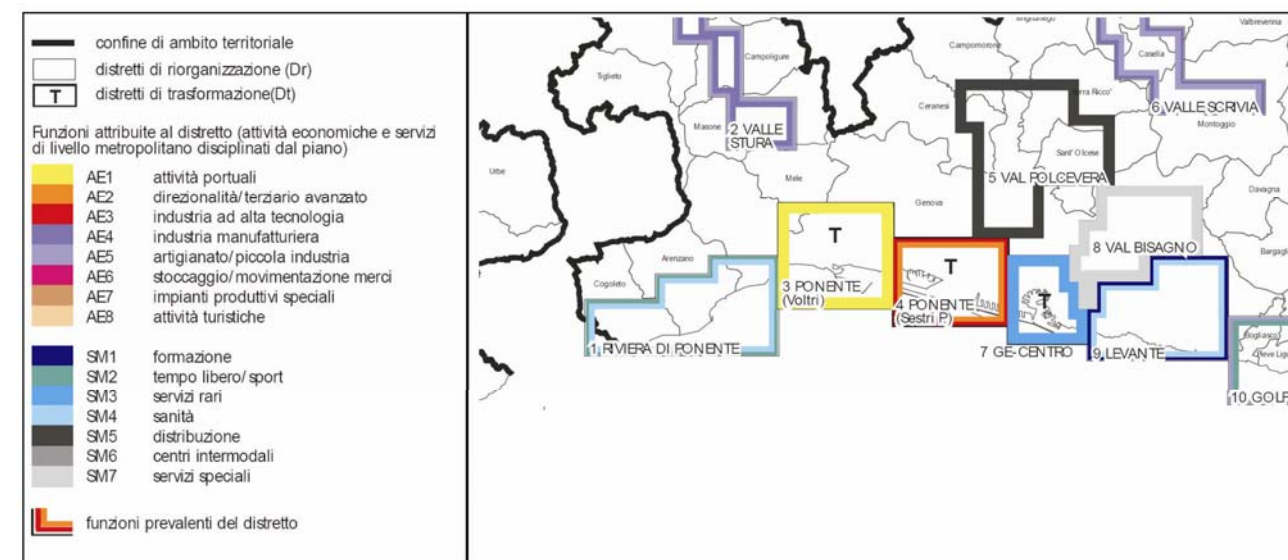 confine di ambito territoriale
distretti di riorganizzazione (Dr)
T distretti di trasformazione(Dt)
Funzioni attribuite al distretto (attività economiche e servizi
di livello metropolitano disciplinati dal piano)
AE1 attività portuali
AE2 direzionalità/terziario avanzato
AE3 industria ad alta tecnologia
AE4 industria manufatturiera
AE5 artigianato/piccola industria
AE6 stoccaggio/movimentazione merci
AE7 impianti produttivi speciali
AE8 attività turistiche
SM1 formazione
SM2 tempo libero/sport
SM3 servizi rari
SM4 sanità
SM5 distribuzione
SM6 centri intermodali
SM7 servizi speciali
funzioni prevalenti del distretto
Valbrevenna
Campomorone
Campoligure
Casella
Tiglieto
Ceranesi
6 VALLE SCRIVIA
Masone
2 VALLE
STURA
Montoggio
Sant' Olcese
Urbe
Mele
5 VAL POLCEVERA
Davagna
Genova
T
8 VAL BISAGNO
Arenzano
T
Cogoleto
3 PONENTE/
(Voltri)
4 PONENTE
(Sestri P)
T
1 RIVIERA DI PONENTE
7 GE-CENTRO
9 LEVANTE
10 GOLF